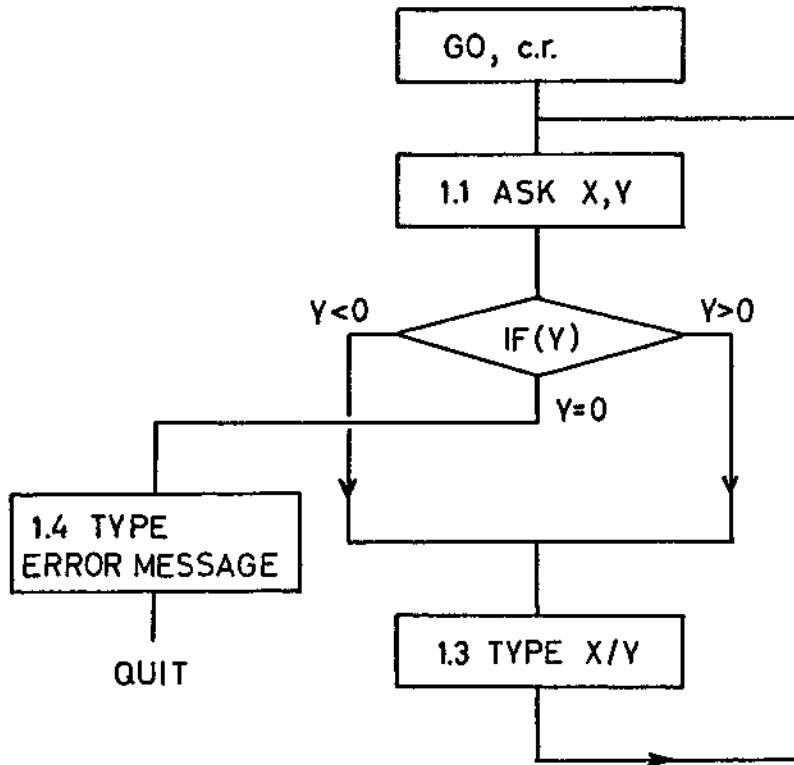 GO, c.r.
1.1 ASK X,Y
Y<0
IF(Y)
Y>0
Y=0
1.4 TYPE
ERROR MESSAGE
QUIT
1.3 TYPE X/Y